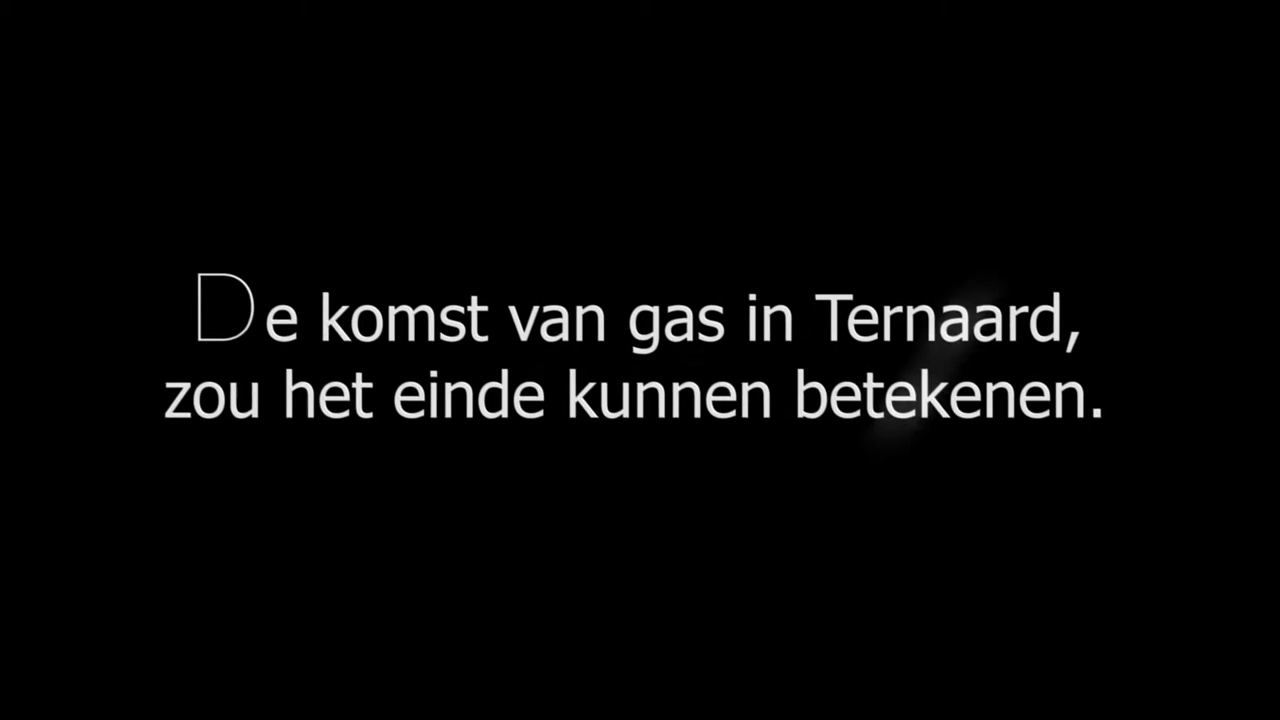 De komst van gas in Ternaard,
zou het einde kunnen betekenen.